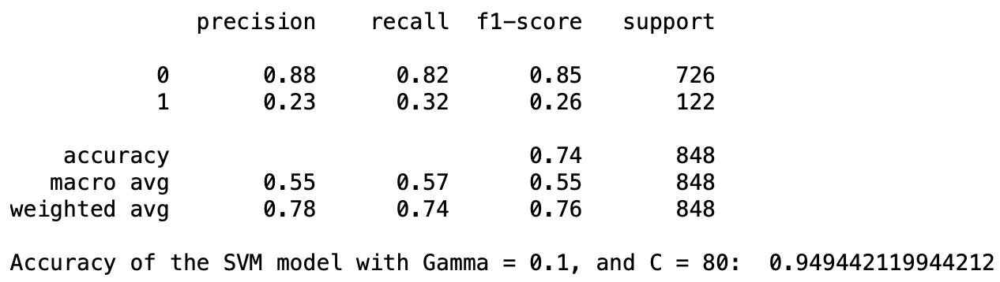 precision recall f1-score support
0 0.88 0.82 0.85 726
1 0.23 0.32 0.26 122
accuracy 0.74 848
macro avg 0.55 0.57 0.55 848
weighted avg 0.78 0.74 0.76 848
Accuracy of the SVM model with Gamma = 0.1, and C = 80: 0.949442119944212